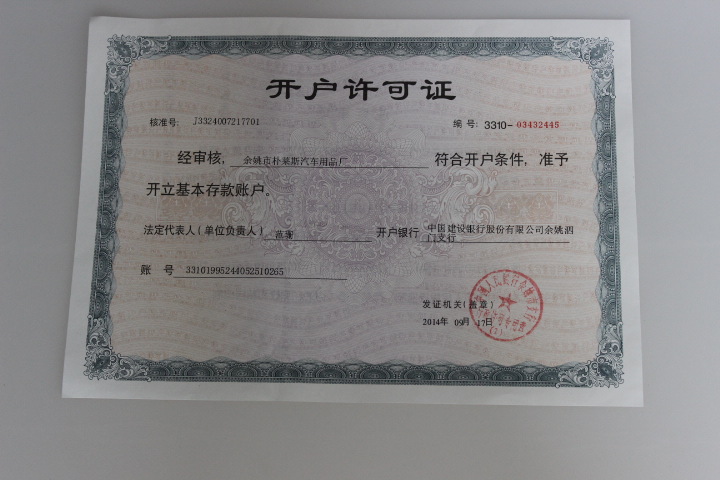 开户许可证
核准号: J3324007217701 编号: 3310-03432445
经审核, 余姚市朴莱斯汽车用品厂 符合开户条件, 准予
开立基本存款账户。
法定代表人(单位负责人) 范斐 开户银行 中国建设银行股份有限公司余姚泗
门支行
账 号 33101995244052510265
发证机关(盖章)
2014年 09月 17日